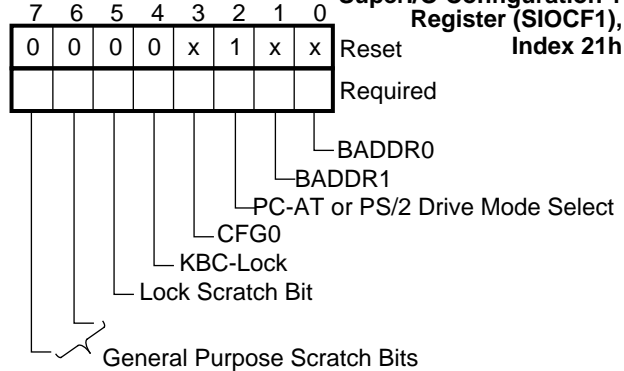 SuperI/O Configuration 1
Register (SIOCF1),
Index 21h
7 6 5 4 3 2 1 0
0 0 0 0 x 1 x x Reset
Required
BADDR0
BADDR1
PC-AT or PS/2 Drive Mode Select
CFG0
KBC-Lock
Lock Scratch Bit
General Purpose Scratch Bits